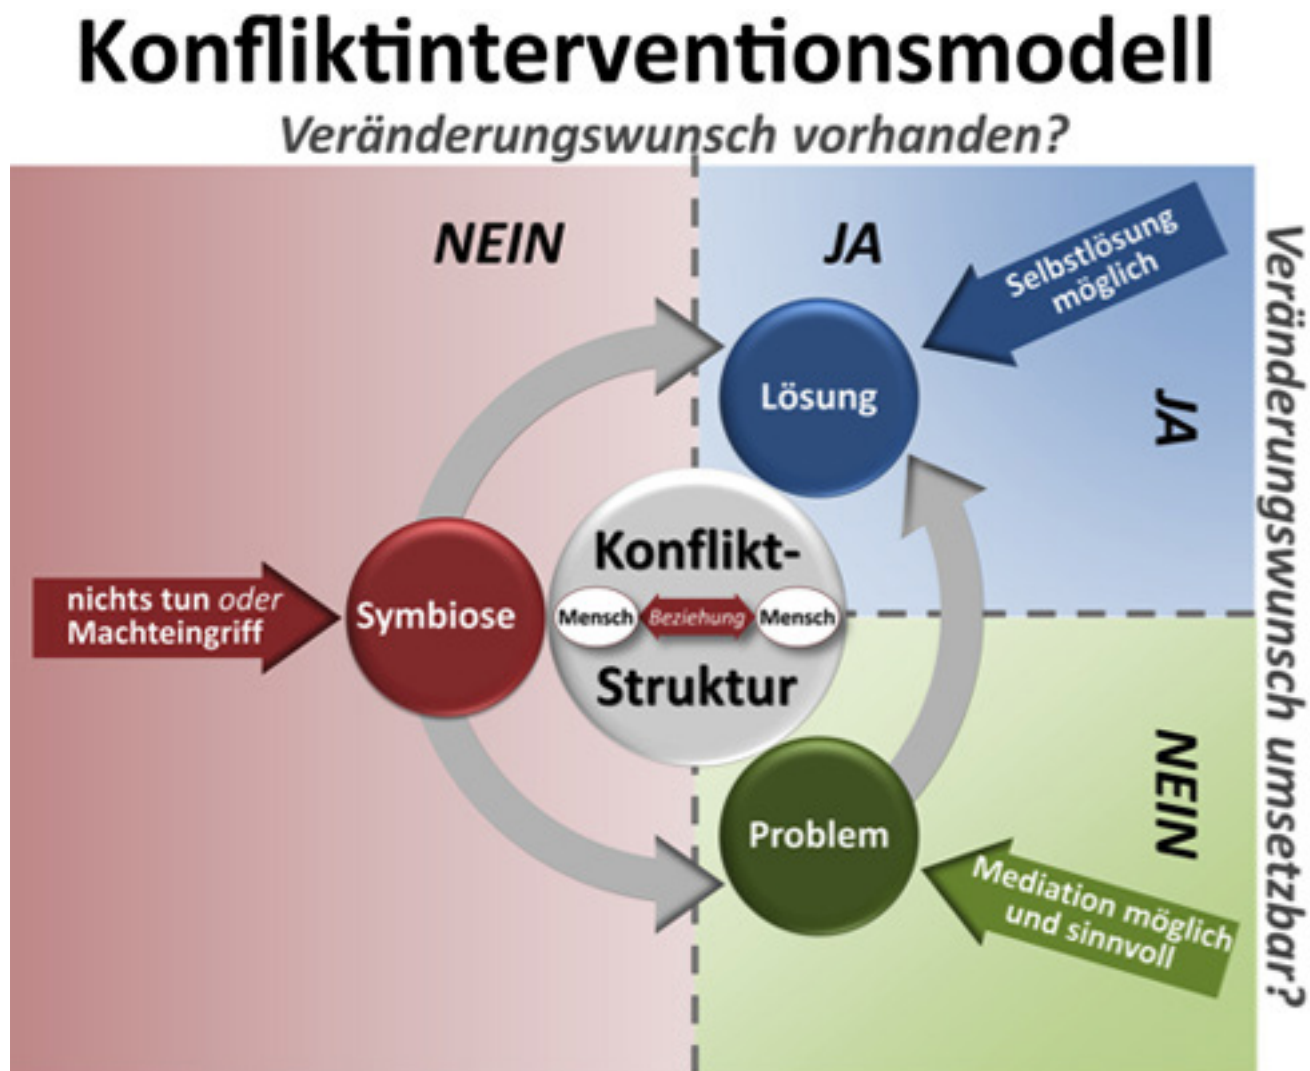 Konfliktinterventionsmodell
Veränderungswunsch vorhanden?
NEIN
JA
Selbstlösung
möglich
Lösung
JA
Veränderungswunsch umsetzbar?
Konflikt-
nichts tun oder
Machteingriff
Symbiose
Mensch
Beziehung
Mensch
Struktur
NEIN
Problem
Mediation möglich
und sinnvoll